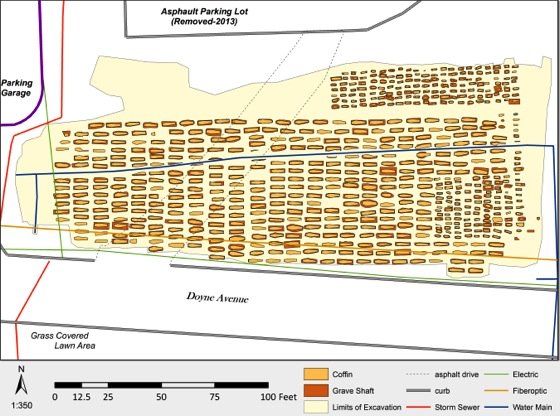 Asphalt Parking Lot
(Removed-2013)
Parking
Garage
Doyne Avenue
Grass Covered
Lawn Area
N
1:350
0 12.5 25 50 75 100 Feet
Coffin
Grave Shaft
Limits of Excavation
asphalt drive
curb
Storm Sewer
Electric
Fiberoptic
Water Main